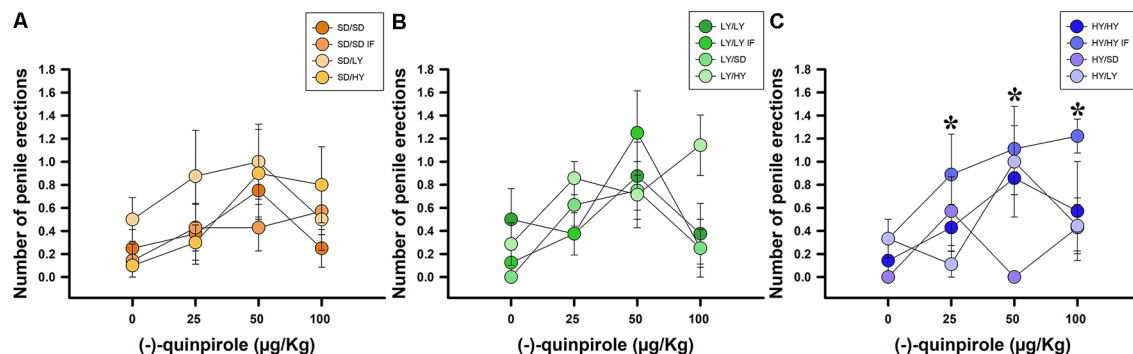 A
SD/SD
SD/SD IF
SD/LY
SD/HY
Number of penile erections
1.8
1.6
1.4
1.2
1.0
0.8
0.6
0.4
0.2
0.0
0 25 50 100
(-)-quinpirole (µg/Kg)
B
LY/LY
LY/LY IF
LY/SD
LY/HY
Number of penile erections
1.8
1.6
1.4
1.2
1.0
0.8
0.6
0.4
0.2
0.0
0 25 50 100
(-)-quinpirole (µg/Kg)
C
HY/HY
HY/HY IF
HY/SD
HY/LY
Number of penile erections
1.8
1.6
1.4
1.2
1.0
0.8
0.6
0.4
0.2
0.0
* * *
0 25 50 100
(-)-quinpirole (µg/Kg)